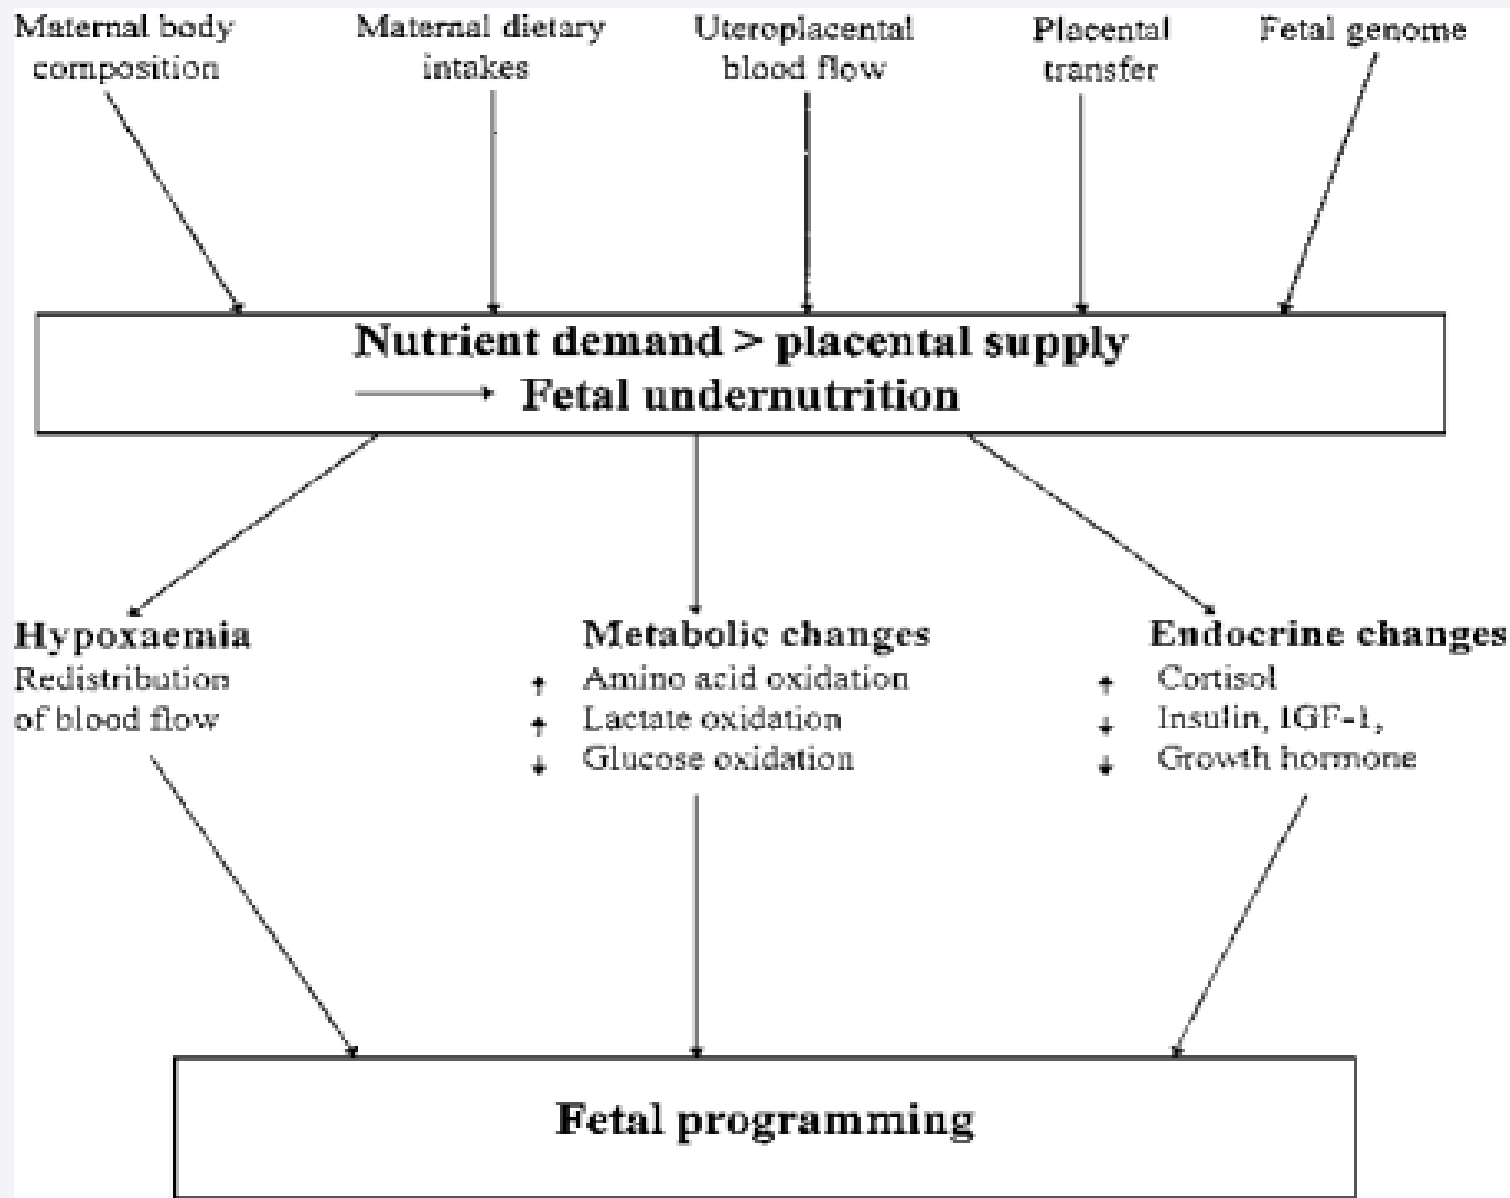 Maternal body
composition
Maternal dietary
intakes
Uteroplacental
blood flow
Placental
transfer
Fetal genome
Nutrient demand > placental supply
→ Fetal undernutrition
Hypoxaemia
Redistribution
of blood flow
Metabolic changes
↑ Amino acid oxidation
↑ Lactate oxidation
↓ Glucose oxidation
Endocrine changes
↑ Cortisol
↓ Insulin, IGF-1,
↓ Growth hormone
Fetal programming